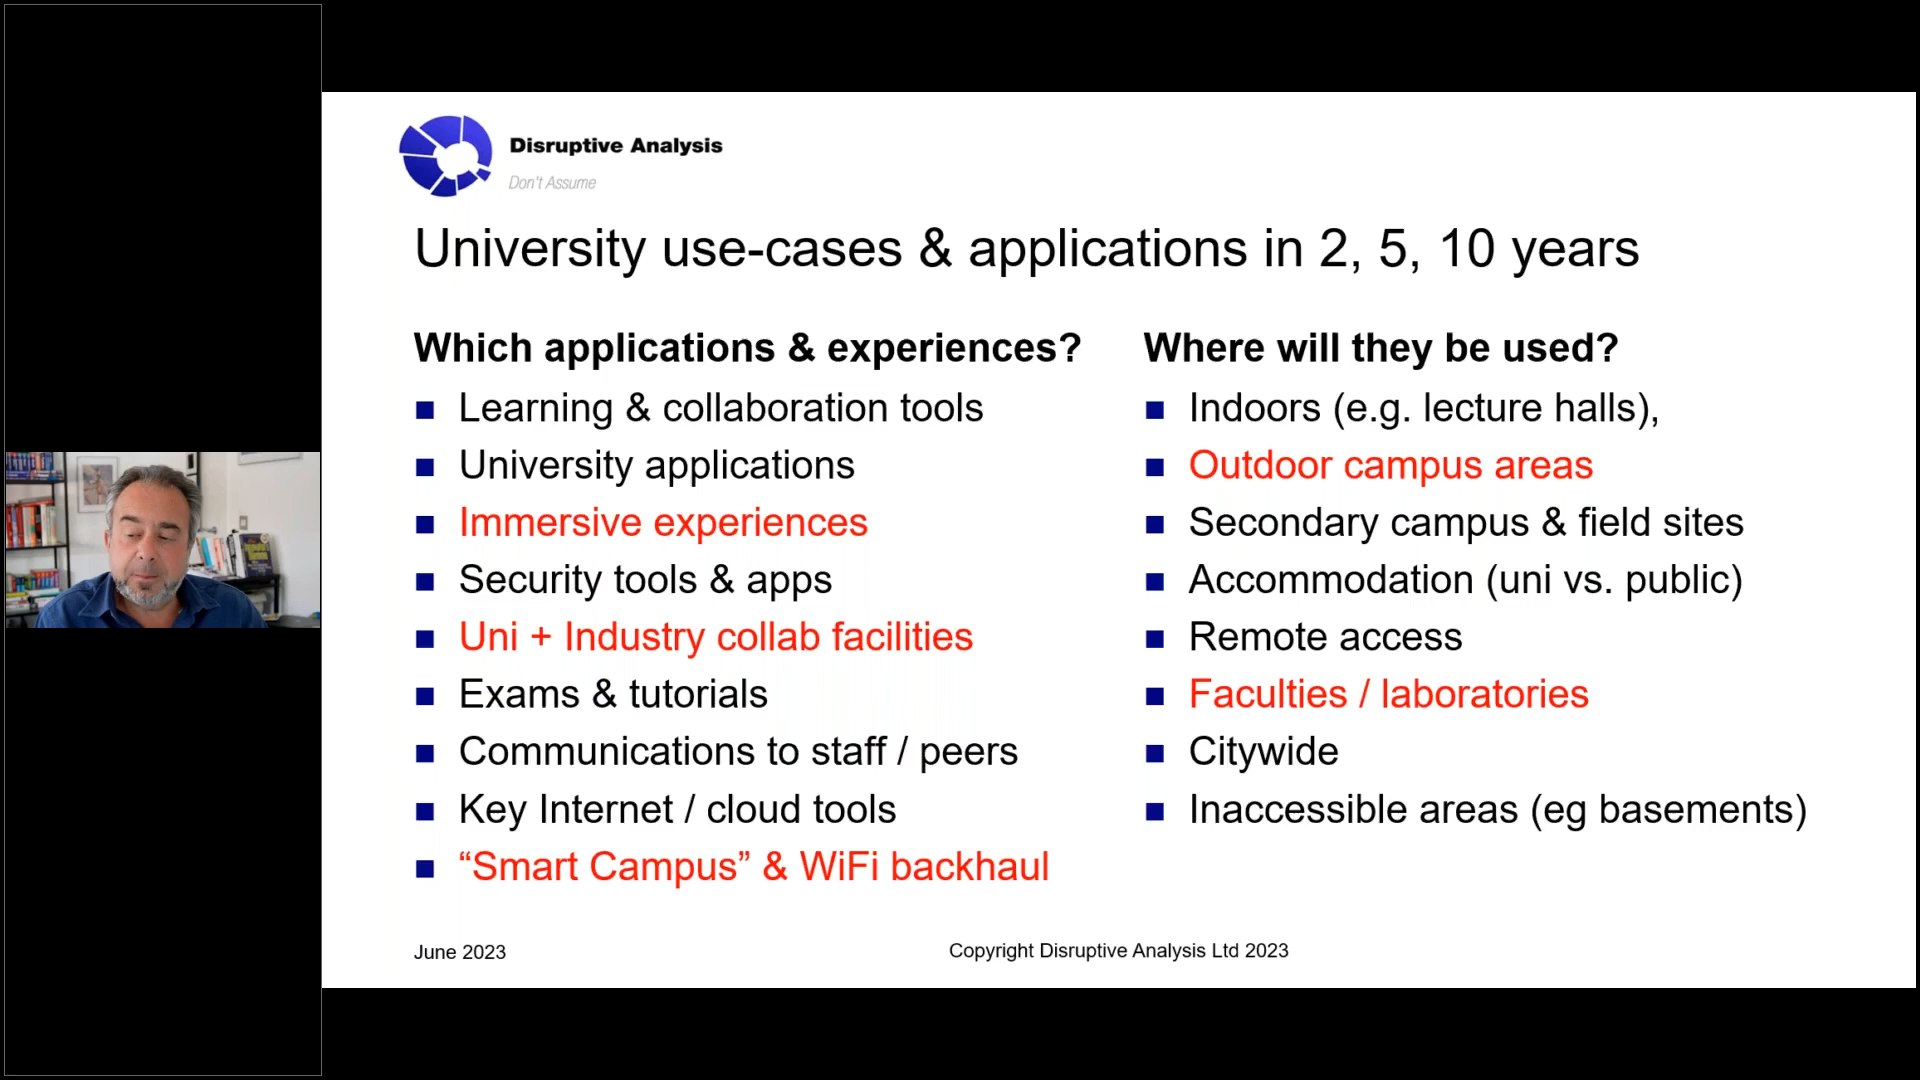 Disruptive Analysis
Don't Assume
University use-cases & applications in 2, 5, 10 years
Which applications & experiences?
Learning & collaboration tools
University applications
Immersive experiences
Security tools & apps
Uni + Industry collab facilities
Exams & tutorials
Communications to staff / peers
Key Internet / cloud tools
“Smart Campus” & WiFi backhaul
Where will they be used?
Indoors (e.g. lecture halls),
Outdoor campus areas
Secondary campus & field sites
Accommodation (uni vs. public)
Remote access
Faculties / laboratories
Citywide
Inaccessible areas (eg basements)
June 2023
Copyright Disruptive Analysis Ltd 2023